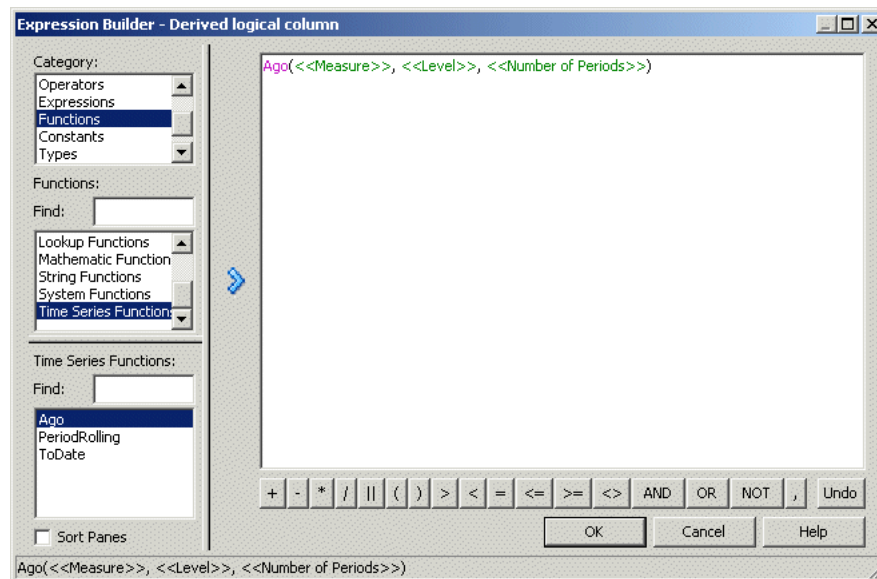 Expression Builder - Derived logical column
Category:
Operators
Expressions
Functions
Constants
Types
Functions:
Find:
Lookup Functions
Mathematic Function
String Functions
System Functions
Time Series Function
Time Series Functions:
Find:
Ago
PeriodRolling
ToDate
Sort Panes
Ago(<<Measure>>, <<Level>>, <<Number of Periods>>)
+ - * / || ( ) > < = <= >= <> AND OR NOT , Undo
OK Cancel Help
Ago(<<Measure>>, <<Level>>, <<Number of Periods>>)